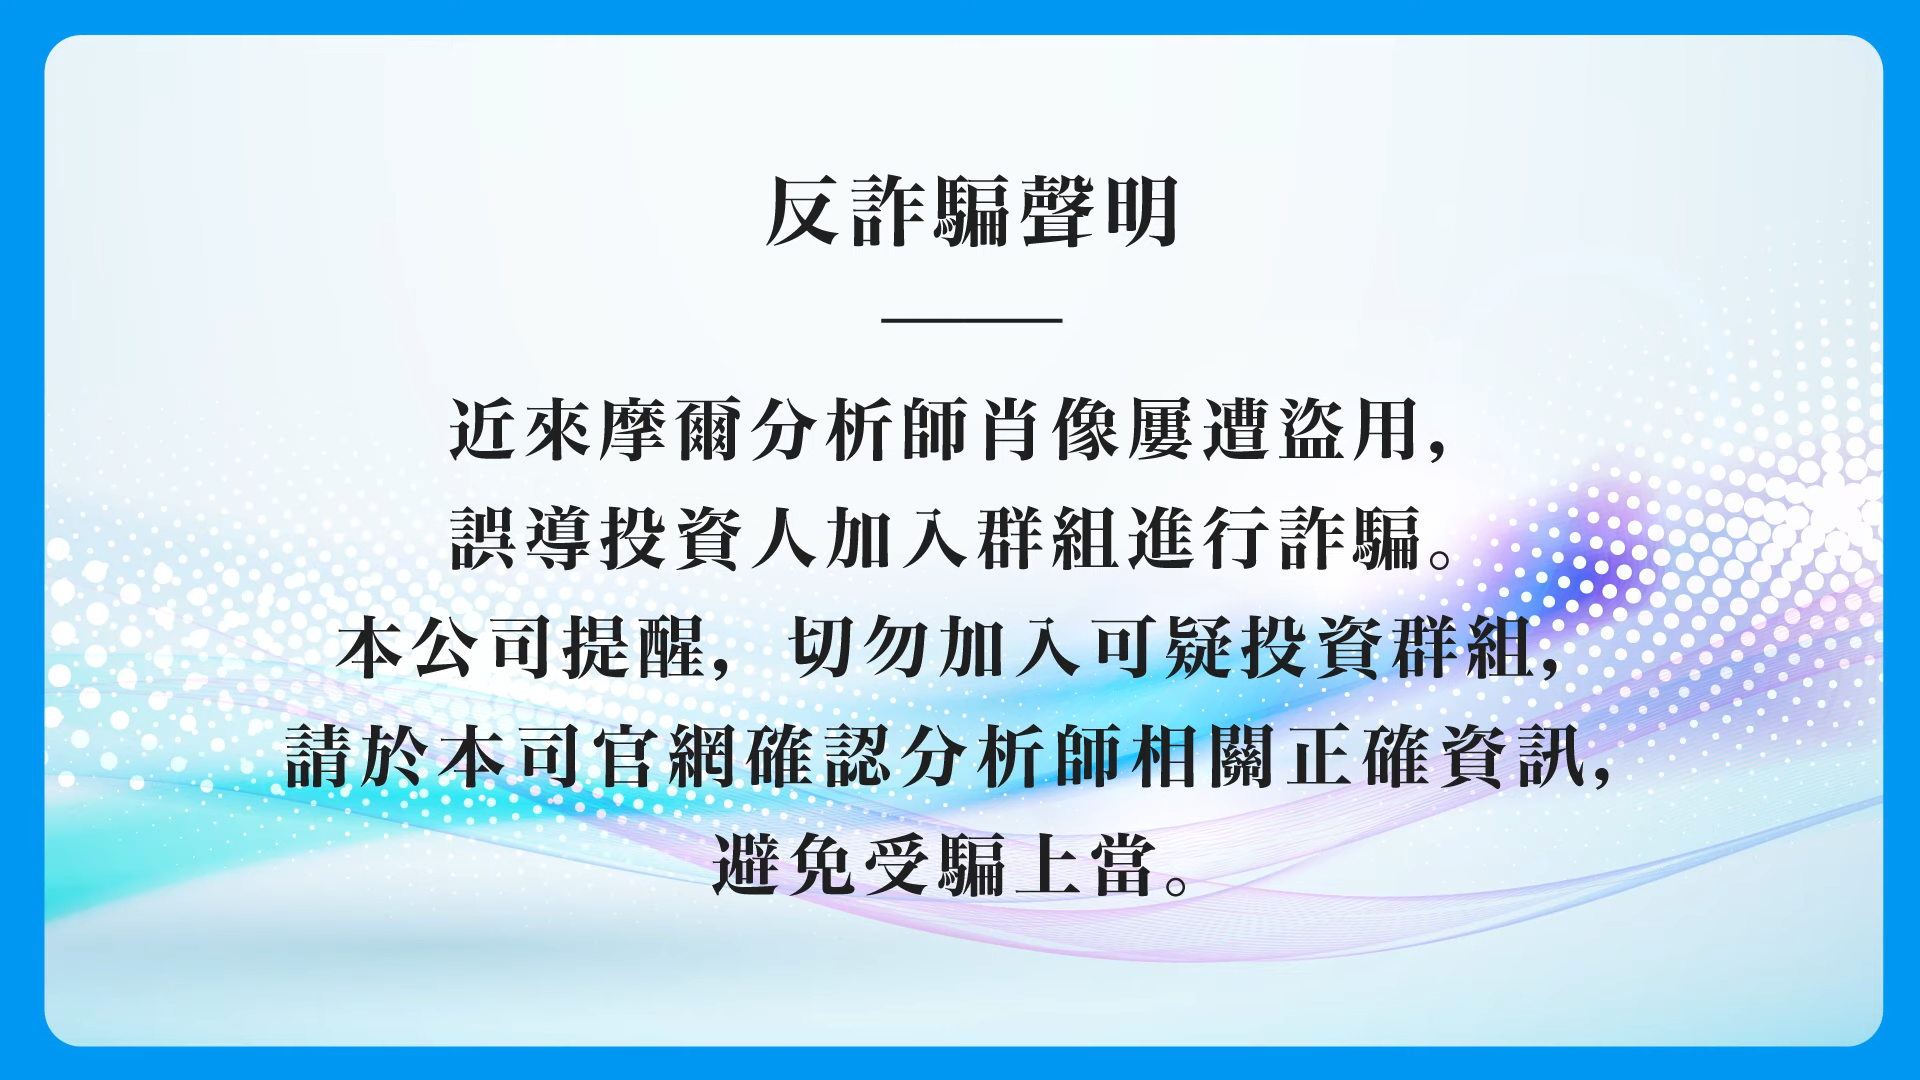 反詐騙聲明
近來摩爾分析師肖像屢遭盜用，
誤導投資人加入群組進行詐騙。
本公司提醒，切勿加入可疑投資群組，
請於本司官網確認分析師相關正確資訊，
避免受騙上當。